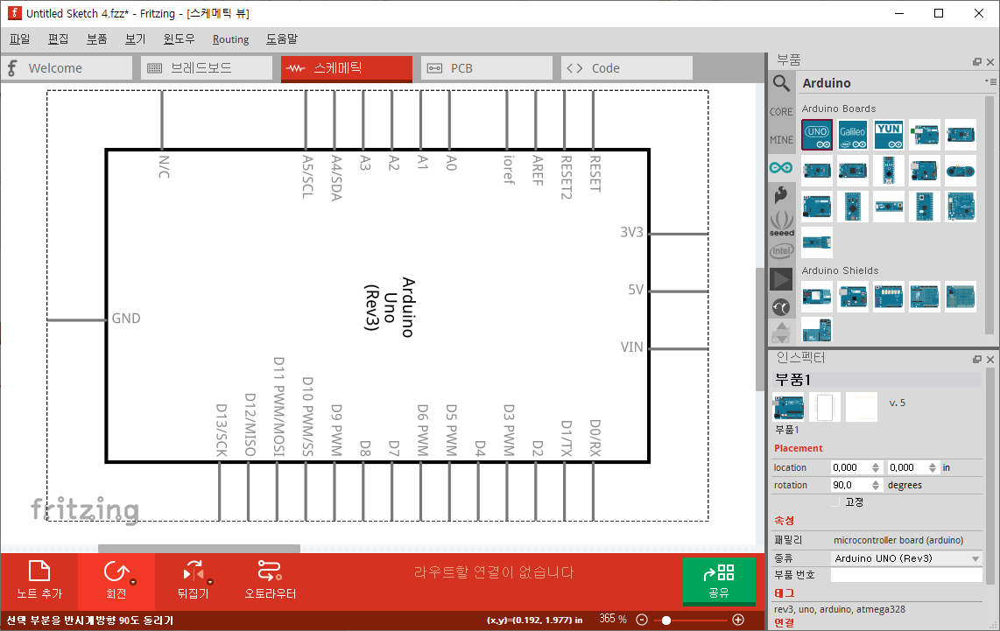 Untitled Sketch 4.fzz* - Fritzing - [스케메틱 뷰]
파일 편집 부품 보기 윈도우 Routing 도움말
Welcome 브레드보드 스케메틱 PCB Code
N/C A5/SCL A4/SDA A3 A2 A1 A0 ioref AREF RESET2 RESET
3V3
5V
VIN
GND
Arduino
Uno
(Rev3)
D13/SCK D12/MISO D11 PWM/MOSI D10 PWM/SS D9 PWM D8 D7 D6 PWM D5 PWM D4 D3 PWM D2 D1/TX D0/RX
fritzing
부품
Arduino
CORE
MINE
seeed
intel
Arduino Boards
UNO Galileo YUN
Arduino Shields
인스펙터
부품1
v. 5
부품1
Placement
location 0,000 0,000 in
rotation 90,0 degrees
고정
속성
패밀리 microcontroller board (arduino)
종류 Arduino UNO (Rev3)
부품 번호
태그
rev3, uno, arduino, atmega328
연결
노트 추가 회전 뒤집기 오토라우터
라우트할 연결이 없습니다
공유
선택 부분을 반시계방향 90도 돌리기
(x,y)=(0.192, 1.977) in 365 %